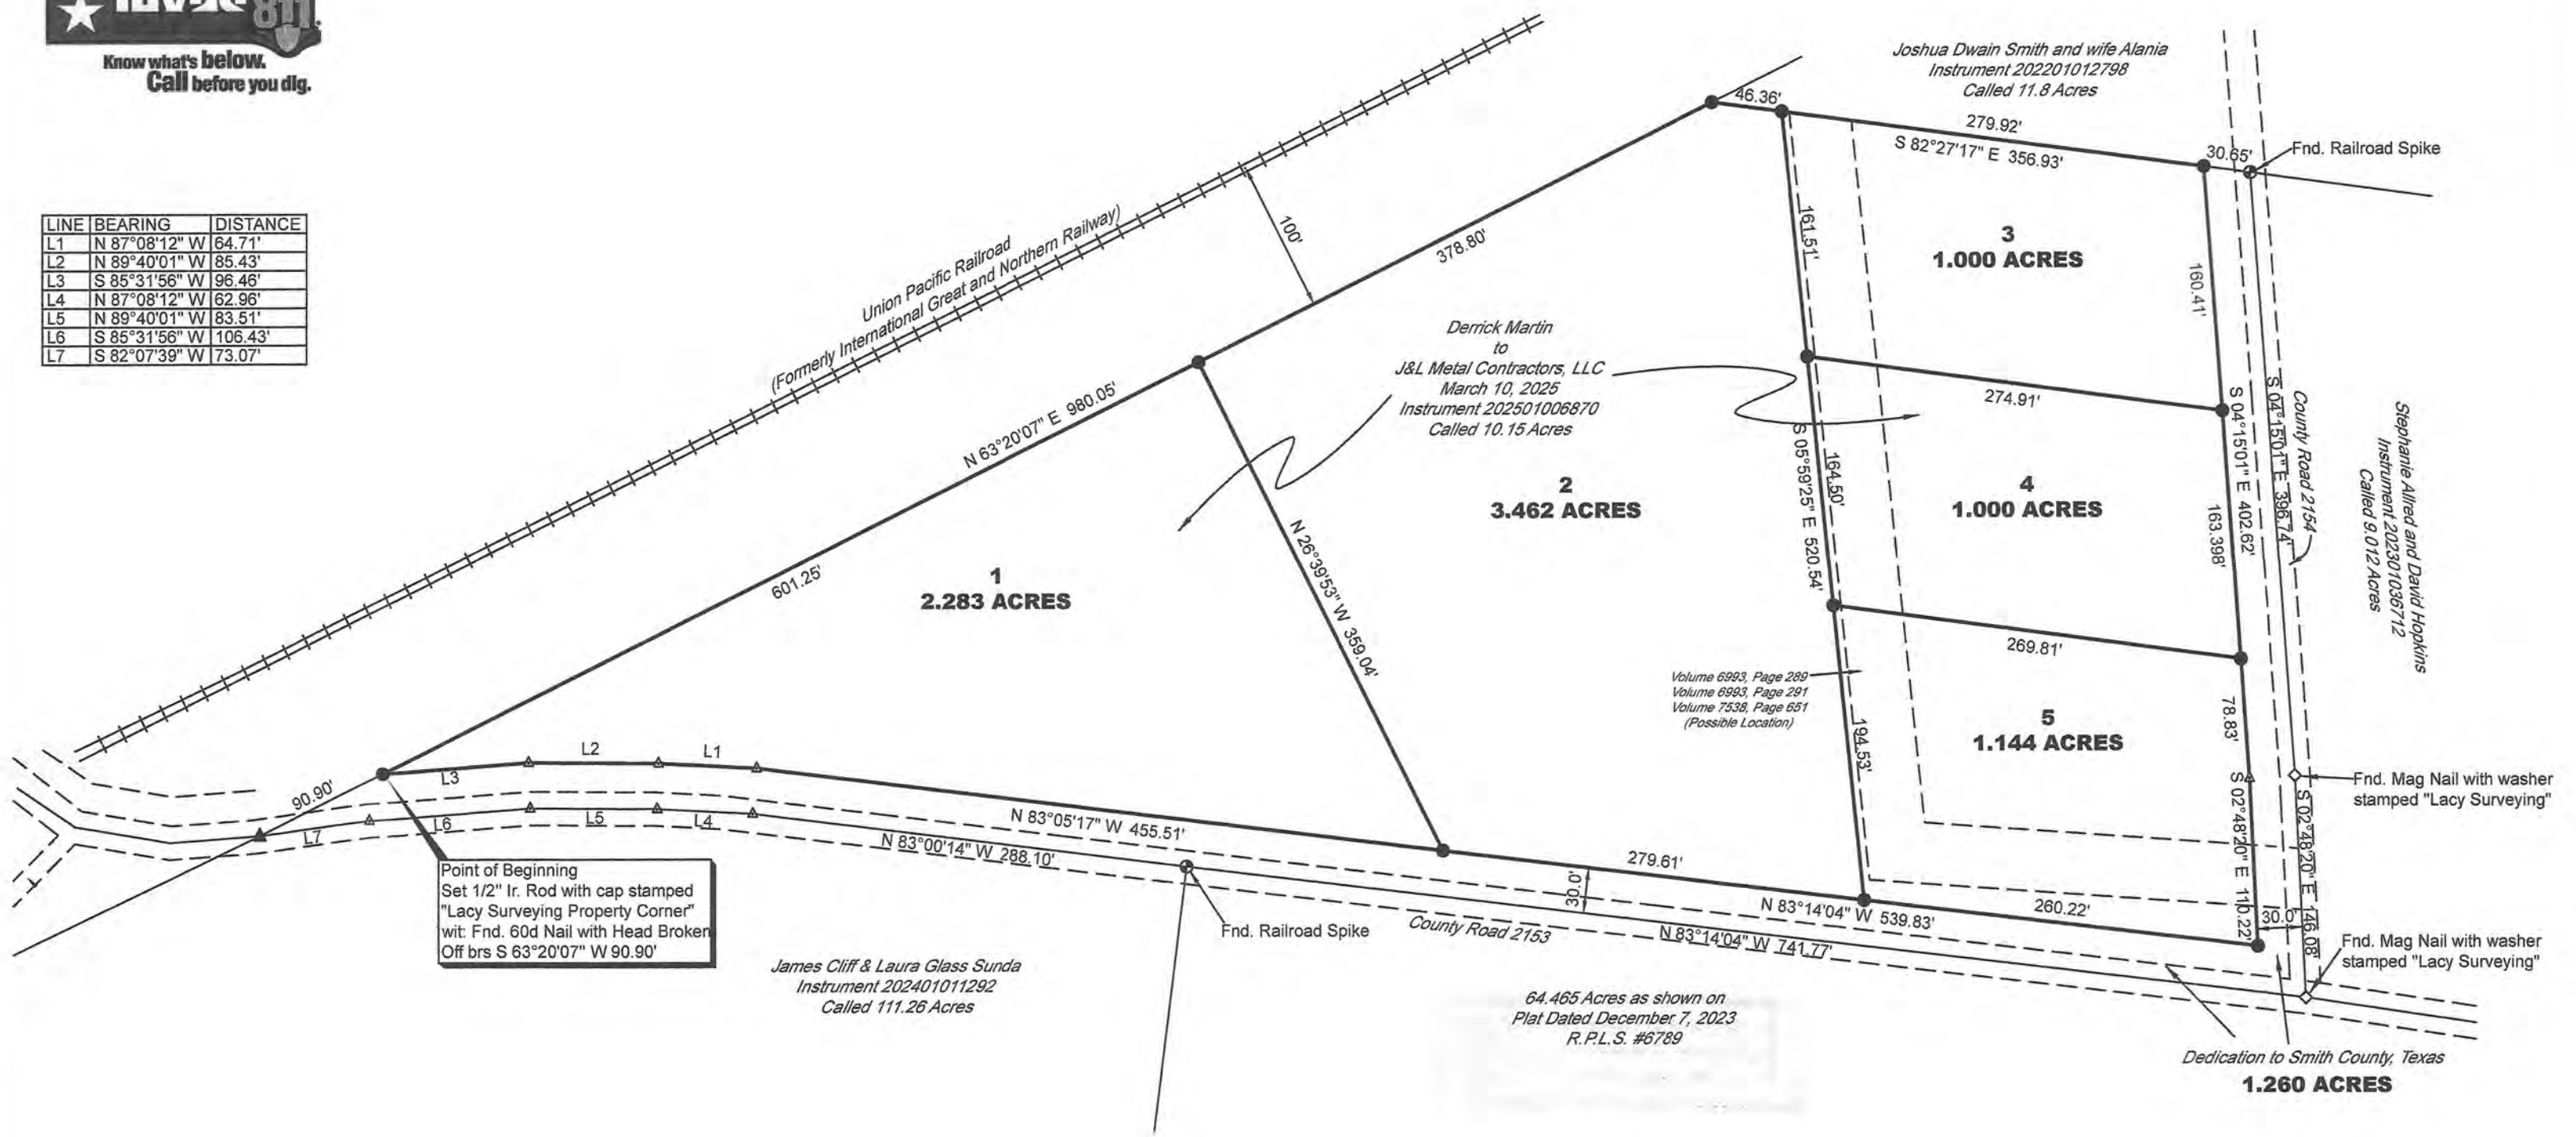 811
Know what's below.
Call before you dig.
LINE BEARING DISTANCE
L1 N 87°08'12" W 64.71'
L2 N 89°40'01" W 85.43'
L3 S 85°31'56" W 96.46'
L4 N 87°08'12" W 62.96'
L5 N 89°40'01" W 83.51'
L6 S 85°31'56" W 106.43'
L7 S 82°07'39" W 73.07'
Union Pacific Railroad
(Formerly International Great and Northern Railway)
100'
378.80'
N 63°20'07" E 980.05'
601.25'
46.36'
Joshua Dwain Smith and wife Alania
Instrument 202201012798
Called 11.8 Acres
279.92'
S 82°27'17" E 356.93'
30.65'
Fnd. Railroad Spike
Derrick Martin
to
J&L Metal Contractors, LLC
March 10, 2025
Instrument 202501006870
Called 10.15 Acres
1
2.283 ACRES
N 26°39'53" W 359.04'
2
3.462 ACRES
161.51'
S 05°59'25" E 520.54'
164.50'
194.53'
3
1.000 ACRES
160.41'
274.91'
4
1.000 ACRES
163.398'
269.81'
5
1.144 ACRES
78.83'
S 04°15'01" E 402.62'
S 04°15'01" E 396.74'
County Road 2154
Stephanie Allred and David Hopkins
Instrument 202301036712
Called 9.012 Acres
Volume 6993, Page 289
Volume 6993, Page 291
Volume 7538, Page 651
(Possible Location)
S 02°48'20" E 110.22'
S 02°48'20" E 146.08'
Fnd. Mag Nail with washer
stamped "Lacy Surveying"
90.90'
L3
L2
L1
L7
L6
L5
L4
N 83°05'17" W 455.51'
N 83°00'14" W 288.10'
279.61'
30.0'
N 83°14'04" W 539.83'
260.22'
30.0'
Point of Beginning
Set 1/2" Ir. Rod with cap stamped
"Lacy Surveying Property Corner"
wit: Fnd. 60d Nail with Head Broken
Off brs S 63°20'07" W 90.90'
Fnd. Railroad Spike
County Road 2153
N 83°14'04" W 741.77'
Fnd. Mag Nail with washer
stamped "Lacy Surveying"
James Cliff & Laura Glass Sunda
Instrument 202401011292
Called 111.26 Acres
64.465 Acres as shown on
Plat Dated December 7, 2023
R.P.L.S. #6789
Dedication to Smith County, Texas
1.260 ACRES